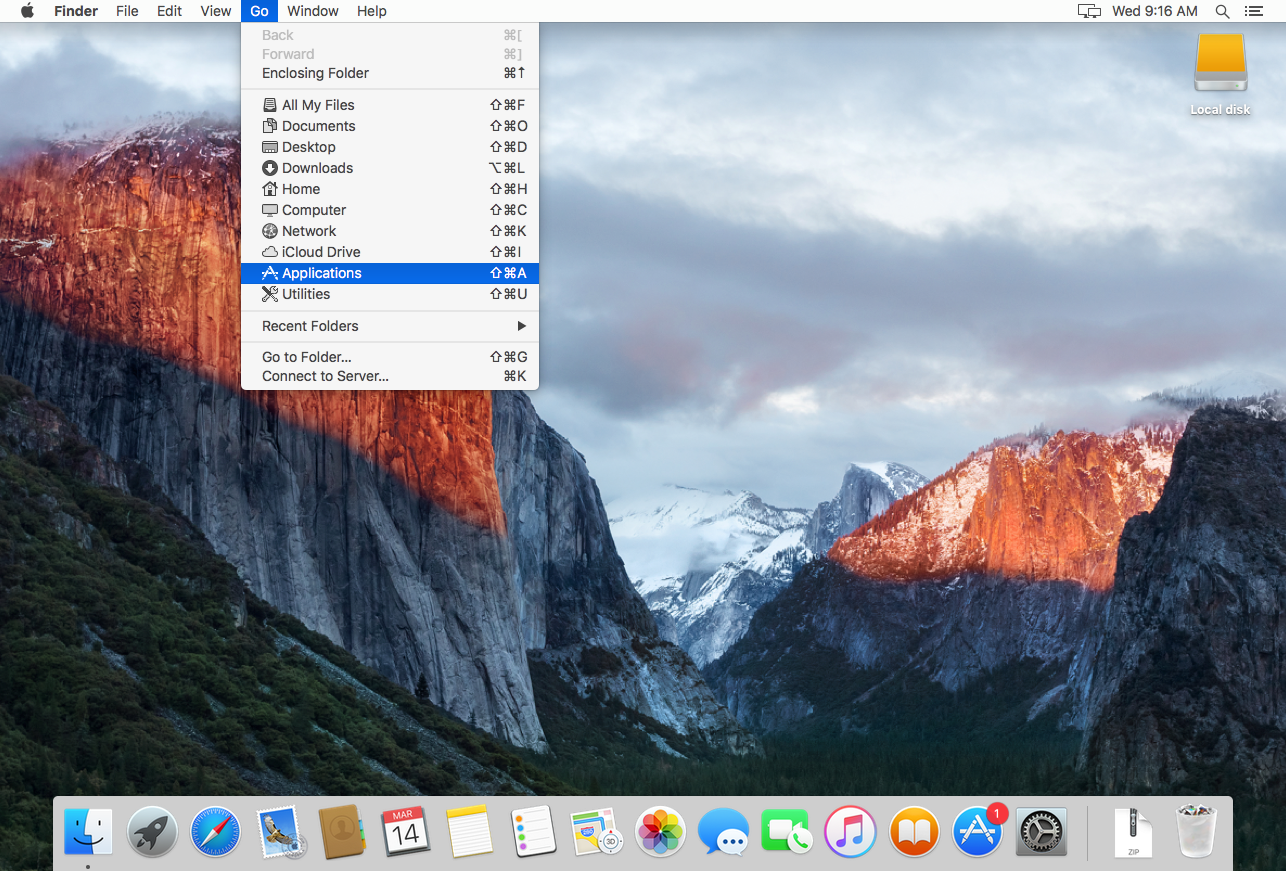 Finder File Edit View Go Window Help Wed 9:16 AM
Back ⌘[
Forward ⌘]
Enclosing Folder ⌘↑
All My Files ⇧⌘F
Documents ⇧⌘O
Desktop ⇧⌘D
Downloads ⌥⌘L
Home ⇧⌘H
Computer ⇧⌘C
Network ⇧⌘K
iCloud Drive ⇧⌘I
Applications ⇧⌘A
Utilities ⇧⌘U
Recent Folders ▶
Go to Folder... ⇧⌘G
Connect to Server... ⌘K
Local disk
MAR
14
3D
1
ZIP